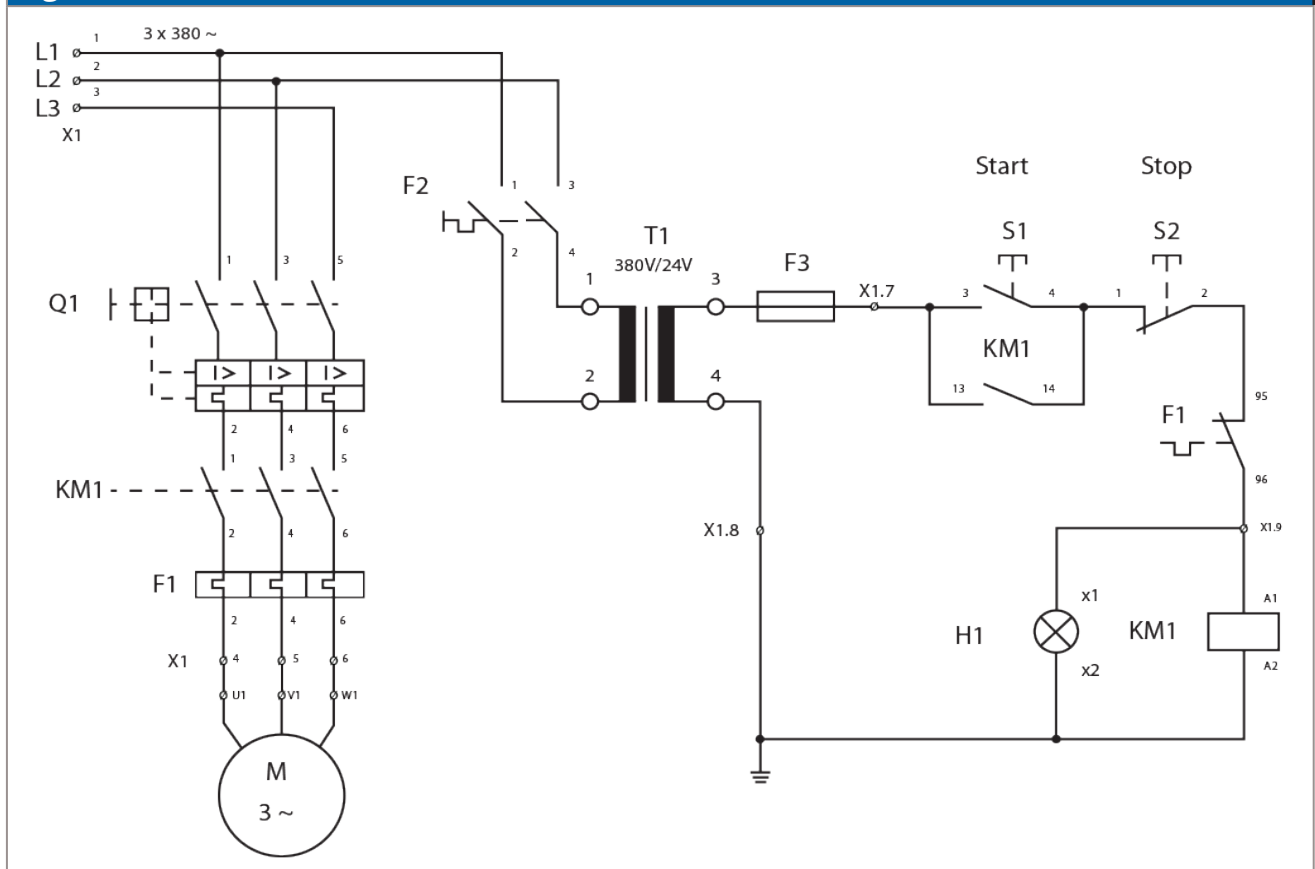 L1 1 3 x 380 ~
L2 2
L3 3
X1
Start Stop
F2 1 3
2 4
T1
380V/24V
S1 S2
Q1 1 3 5
1 3 F3 X1.7 3 4 1 2
KM1
I> I> I>
2 4 13 14
95
F1
2 4 6
1 3 5
KM1
96
X1.8 X1.9
2 4 6
F1
x1 A1
H1 KM1
x2 A2
2 4 6
X1 4 5 6
U1 V1 W1
M
3 ~